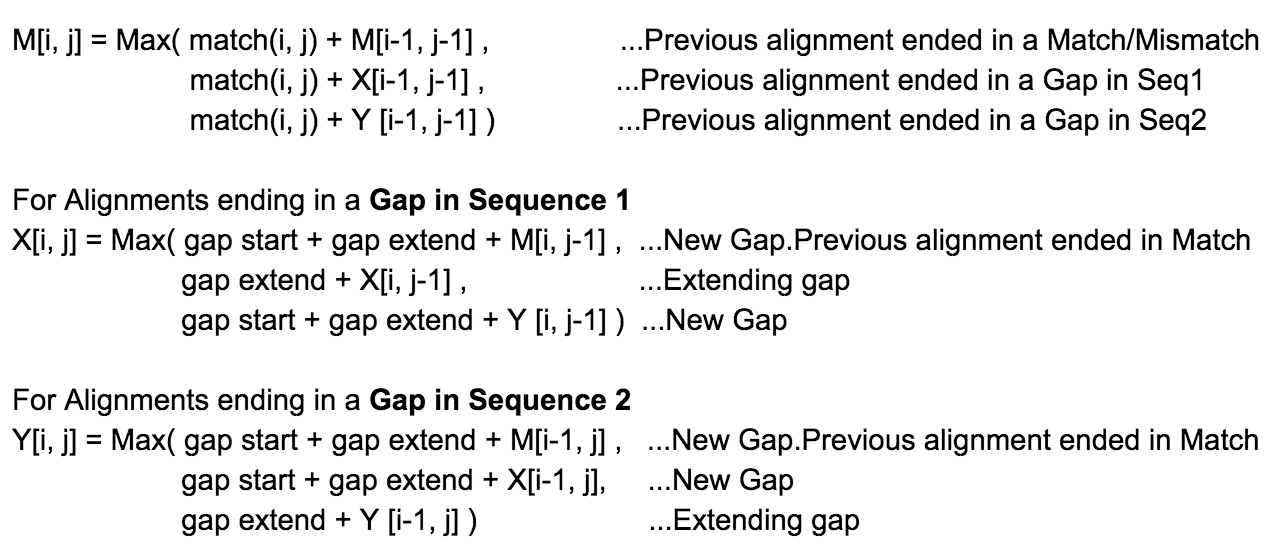 M[i, j] = Max( match(i, j) + M[i-1, j-1] , ...Previous alignment ended in a Match/Mismatch
match(i, j) + X[i-1, j-1] , ...Previous alignment ended in a Gap in Seq1
match(i, j) + Y [i-1, j-1] ) ...Previous alignment ended in a Gap in Seq2
For Alignments ending in a Gap in Sequence 1
X[i, j] = Max( gap start + gap extend + M[i, j-1] , ...New Gap.Previous alignment ended in Match
gap extend + X[i, j-1] , ...Extending gap
gap start + gap extend + Y [i, j-1] ) ...New Gap
For Alignments ending in a Gap in Sequence 2
Y[i, j] = Max( gap start + gap extend + M[i-1, j] , ...New Gap.Previous alignment ended in Match
gap start + gap extend + X[i-1, j], ...New Gap
gap extend + Y [i-1, j] ) ...Extending gap